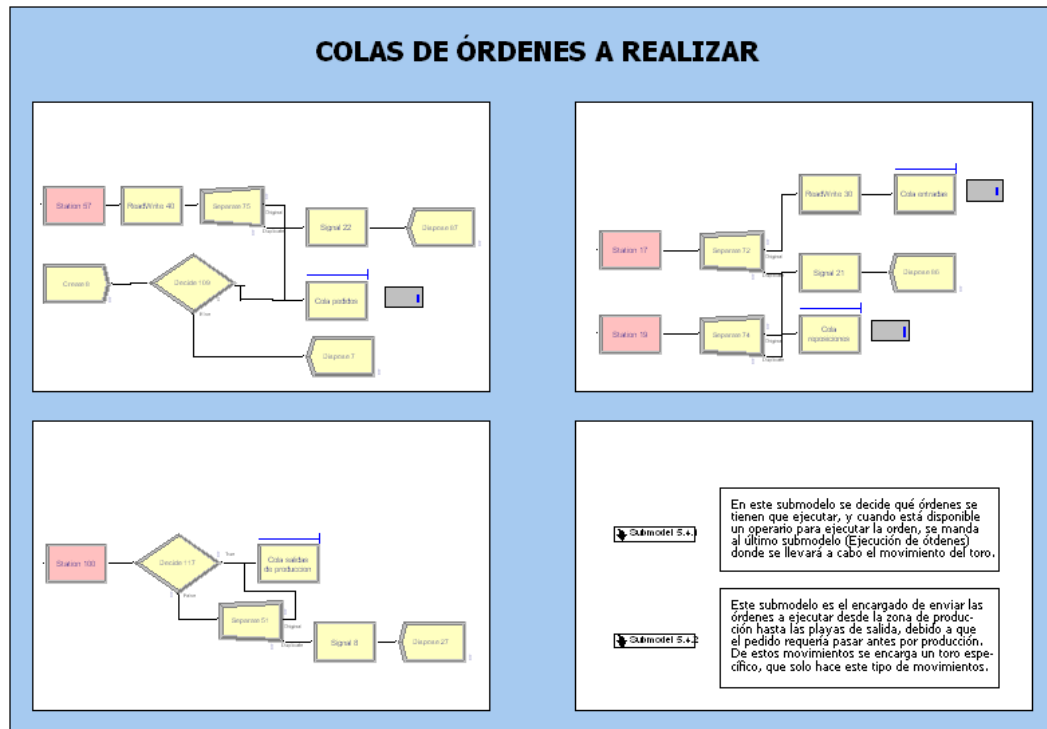 COLAS DE ÓRDENES A REALIZAR
Station 57
ReadWrite 40
Separate 75
Original
Duplicate
Signal 22
Dispose 67
Decide 109
Else
Cola pedidos
Dispose 7
ReadWrite 30
Cola entradas
Station 17
Separate 72
Original
Duplicate
Signal 21
Station 19
Separate 74
Original
Duplicate
Cola
reposiciones
Station 100
Decide 117
True
False
Cola salidas
de produccion
Separate 51
Original
Duplicate
Signal 8
Dispose 27
Submodel 5.4.1
En este submodelo se decide qué órdenes se
tienen que ejecutar, y cuando está disponible
un operario para ejecutar la orden, se manda
al último submodelo (Ejecución de ótdenes)
donde se llevará a cabo el movimiento del toro.
Submodel 5.4.2
Este submodelo es el encargado de enviar las
órdenes a ejecutar desde la zona de produc-
ción hasta las playas de salida, debido a que
el pedido requería pasar antes por producción.
De estos movimientos se encarga un toro espe-
cífico, que solo hace este tipo de movimientos.